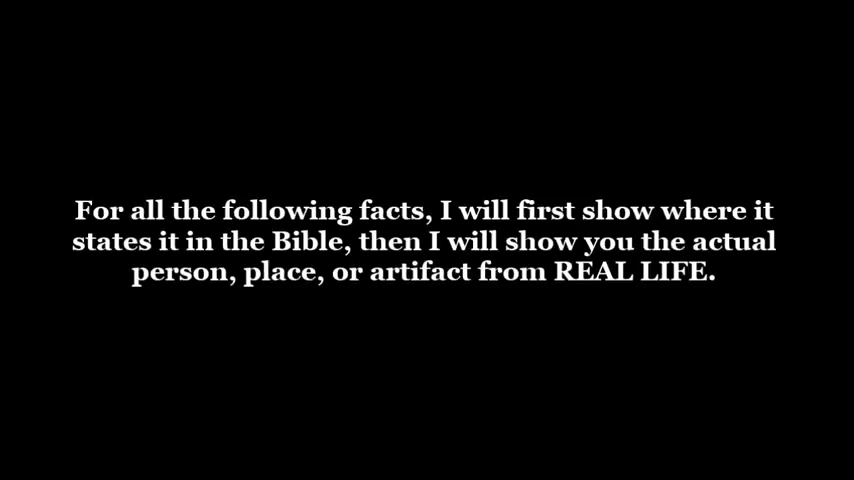 For all the following facts, I will first show where it
states it in the Bible, then I will show you the actual
person, place, or artifact from REAL LIFE.